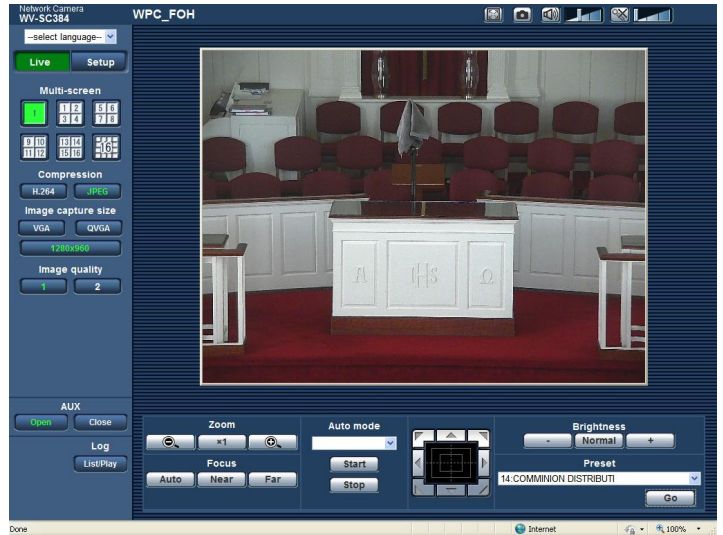 Network Camera
WV-SC384
WPC_FOH
--select language--
Live
Setup
Multi-screen
1
1 2
3 4
5 6
7 8
9 10
11 12
13 14
15 16
16
Compression
H.264
JPEG
Image capture size
VGA
QVGA
1280x960
Image quality
1
2
AUX
Open
Close
Log
List/Play
Zoom
×1
Focus
Auto
Near
Far
Auto mode
Start
Stop
Brightness
-
Normal
+
Preset
14:COMMINION DISTRIBUTI
Go
Α
IHS
Ω
Done
Internet
100%